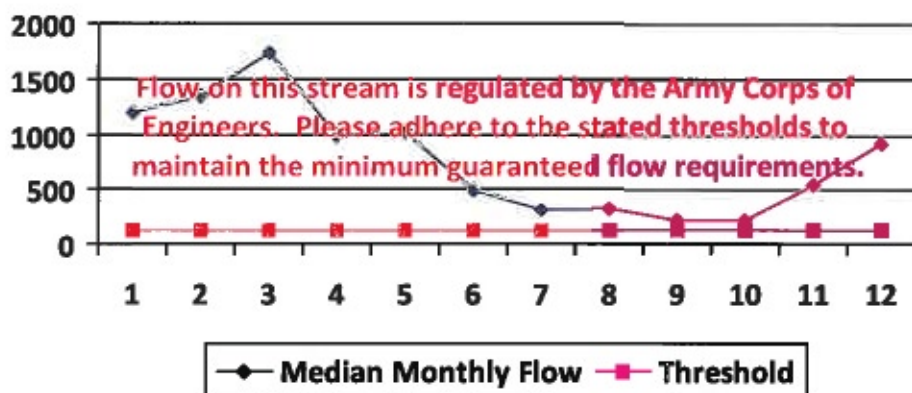 2000
1500
1000
500
0
Flow on this stream is regulated by the Army Corps of
Engineers. Please adhere to the stated thresholds to
maintain the minimum guaranteed flow requirements.
1 2 3 4 5 6 7 8 9 10 11 12
Median Monthly Flow Threshold